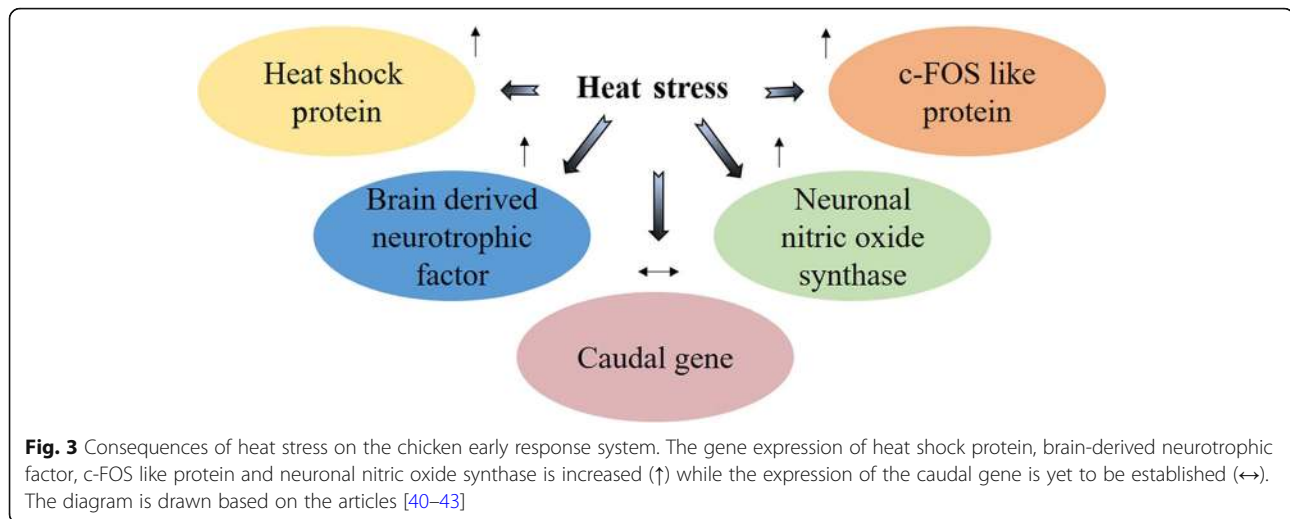 Heat shock
protein
Heat stress
c-FOS like
protein
Brain derived
neurotrophic
factor
Neuronal
nitric oxide
synthase
Caudal gene
Fig. 3 Consequences of heat stress on the chicken early response system. The gene expression of heat shock protein, brain-derived neurotrophic
factor, c-FOS like protein and neuronal nitric oxide synthase is increased (↑) while the expression of the caudal gene is yet to be established (↔).
The diagram is drawn based on the articles [40–43]